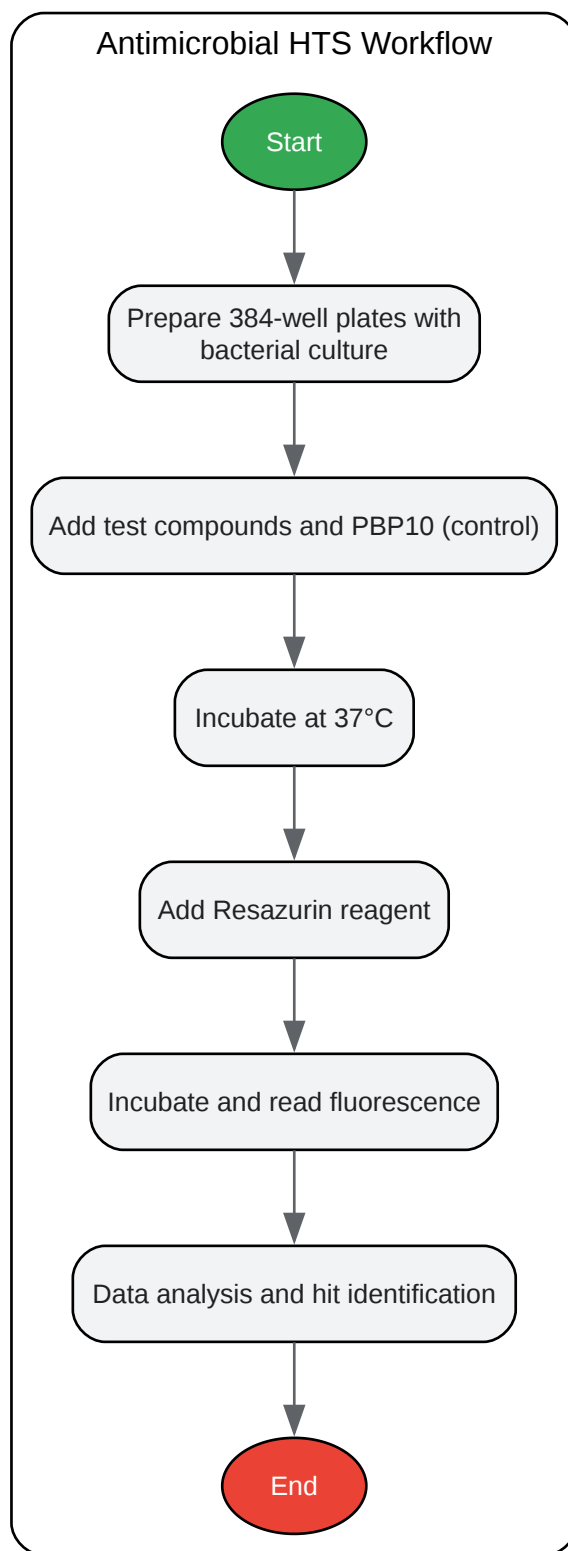 Antimicrobial HTS Workflow
Start
Prepare 384-well plates with
bacterial culture
Add test compounds and PBP10 (control)
Incubate at 37°C
Add Resazurin reagent
Incubate and read fluorescence
Data analysis and hit identification
End